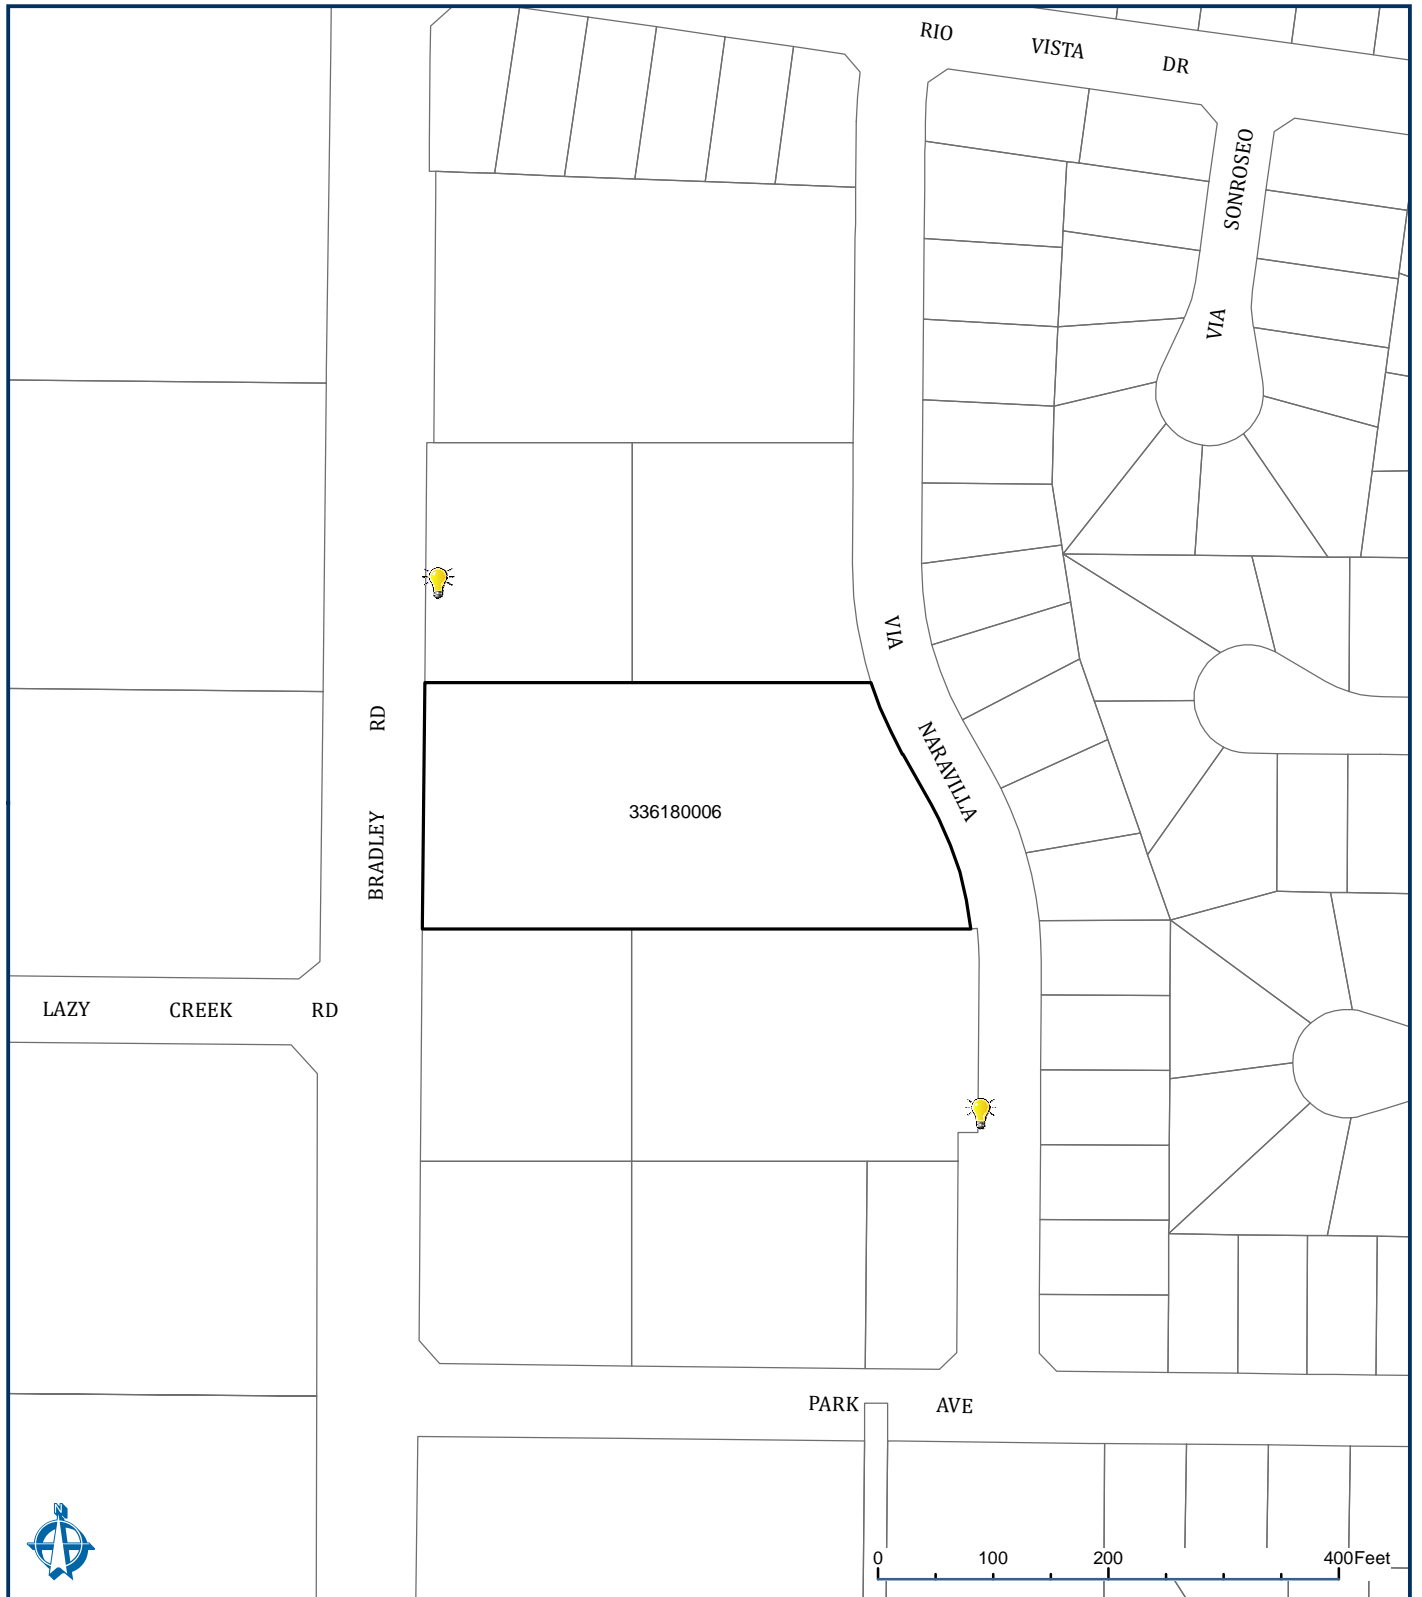 RIO VISTA DR
VIA SONROSEO
VIA NARAVILLA
BRADLEY RD
336180006
LAZY CREEK RD
PARK AVE
N
0 100 200 400Feet